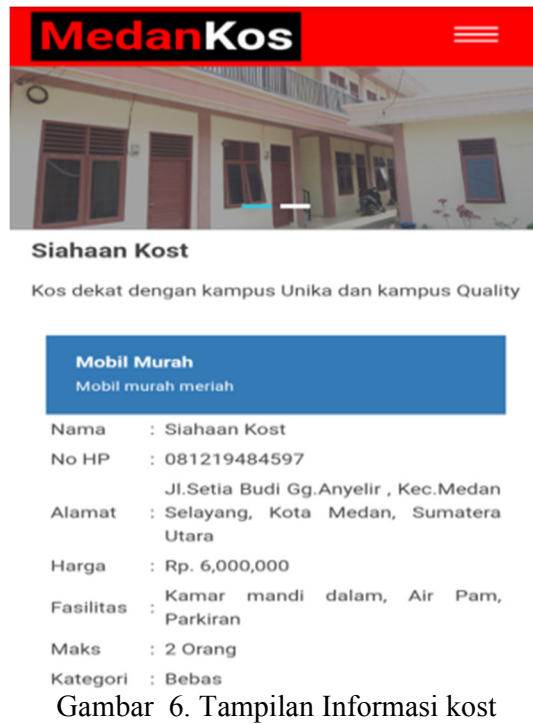 MedanKos
Siahaan Kost
Kos dekat dengan kampus Unika dan kampus Quality
Mobil Murah
Mobil murah meriah
Nama : Siahaan Kost
No HP : 081219484597
Jl.Setia Budi Gg.Anyelir , Kec.Medan
Alamat : Selayang, Kota Medan, Sumatera
Utara
Harga : Rp. 6,000,000
Fasilitas : Kamar mandi dalam, Air Pam,
Parkiran
Maks : 2 Orang
Kategori : Bebas
Gambar 6. Tampilan Informasi kost